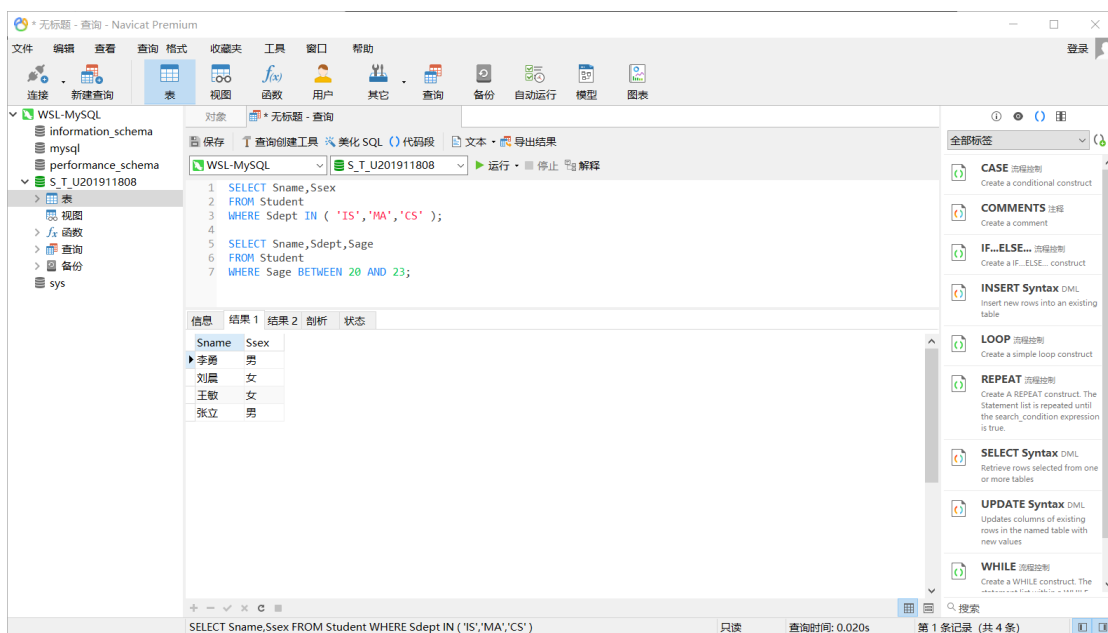 * 无标题 - 查询 - Navicat Premium
文件 编辑 查看 查询 格式 收藏夹 工具 窗口 帮助 登录
连接 新建查询 表 视图 函数 用户 其它 查询 备份 自动运行 模型 图表
WSL-MySQL
information_schema
mysql
performance_schema
S_T_U201911808
表
视图
函数
查询
备份
sys
对象 * 无标题 - 查询
保存 查询创建工具 美化 SQL () 代码段 文本 导出结果
WSL-MySQL S_T_U201911808 运行 停止 解释
1 SELECT Sname,Ssex
2 FROM Student
3 WHERE Sdept IN ( 'IS','MA','CS' );
4
5 SELECT Sname,Sdept,Sage
6 FROM Student
7 WHERE Sage BETWEEN 20 AND 23;
信息 结果 1 结果 2 剖析 状态
Sname Ssex
李勇 男
刘晨 女
王敏 女
张立 男
全部标签
CASE 流程控制
Create a conditional construct
COMMENTS 注释
Create a comment
IF...ELSE... 流程控制
Create a IF...ELSE... construct
INSERT Syntax DML
Insert new rows into an existing
table
LOOP 流程控制
Create a simple loop construct
REPEAT 流程控制
Create A REPEAT construct. The
Statement list is repeated until
the search_condition expression
is true.
SELECT Syntax DML
Retrieve rows selected from one
or more tables
UPDATE Syntax DML
Updates columns of existing
rows in the named table with
new values
WHILE 流程控制
Create a WHILE construct. The
搜索
SELECT Sname,Ssex FROM Student WHERE Sdept IN ( 'IS','MA','CS' ) 只读 查询时间: 0.020s 第 1 条记录 (共 4 条)